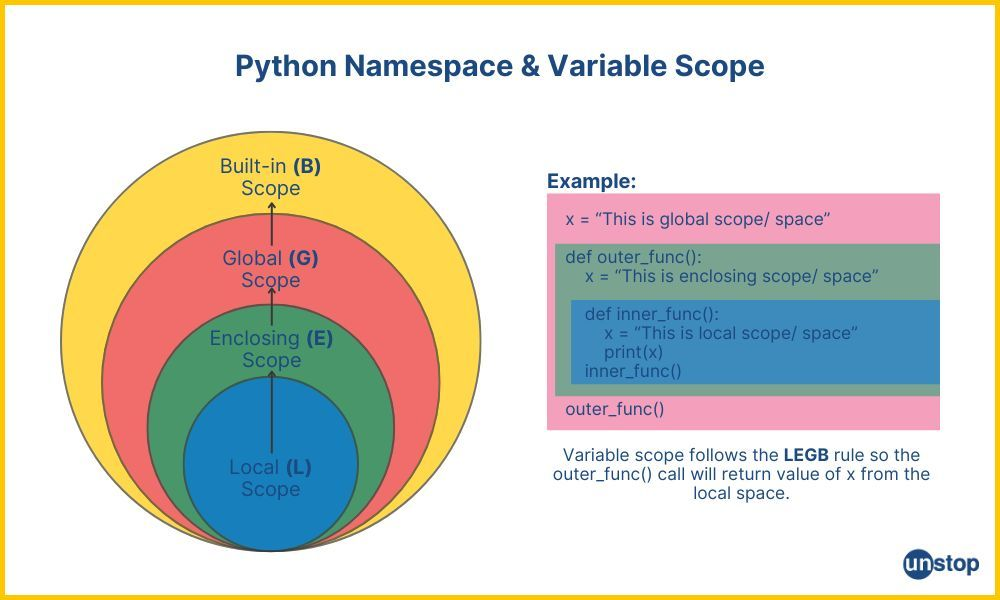 Python Namespace & Variable Scope
Built-in (B)
Scope
Global (G)
Scope
Enclosing (E)
Scope
Local (L)
Scope
Example:
x = “This is global scope/ space”
def outer_func():
    x = “This is enclosing scope/ space”
    def inner_func():
        x = “This is local scope/ space”
        print(x)
    inner_func()
outer_func()
Variable scope follows the LEGB rule so the
outer_func() call will return value of x from the
local space.
unstop